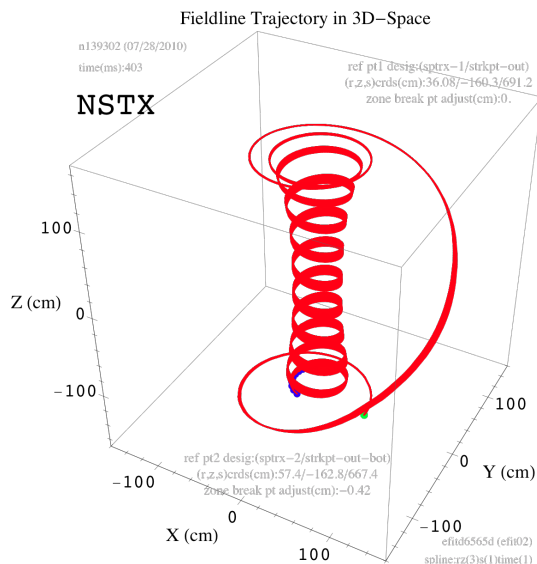 Fieldline Trajectory in 3D−Space
n139302 (07/28/2010)
time(ms):403
ref pt1 desig:(sptrx−1/strkpt−out)
(r,z,s)crds(cm):36.08/−160.3/691.2
zone break pt adjust(cm):0.
NSTX
100
Z (cm)
0
−100
−100
0
100
X (cm)
100
0
−100
Y (cm)
ref pt2 desig:(sptrx−2/strkpt−out−bot)
(r,z,s)crds(cm):57.4/−162.8/667.4
zone break pt adjust(cm):−0.42
efitd6565d (efit02)
spline:rz(3)s(1)time(1)